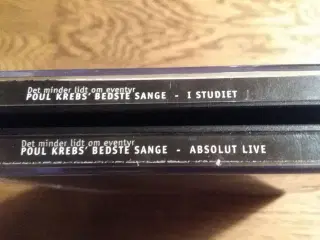 Det minder lidt om eventyr
POUL KREBS' BEDSTE SANGE - I STUDIET
Det minder lidt om eventyr
POUL KREBS' BEDSTE SANGE - ABSOLUT LIVE